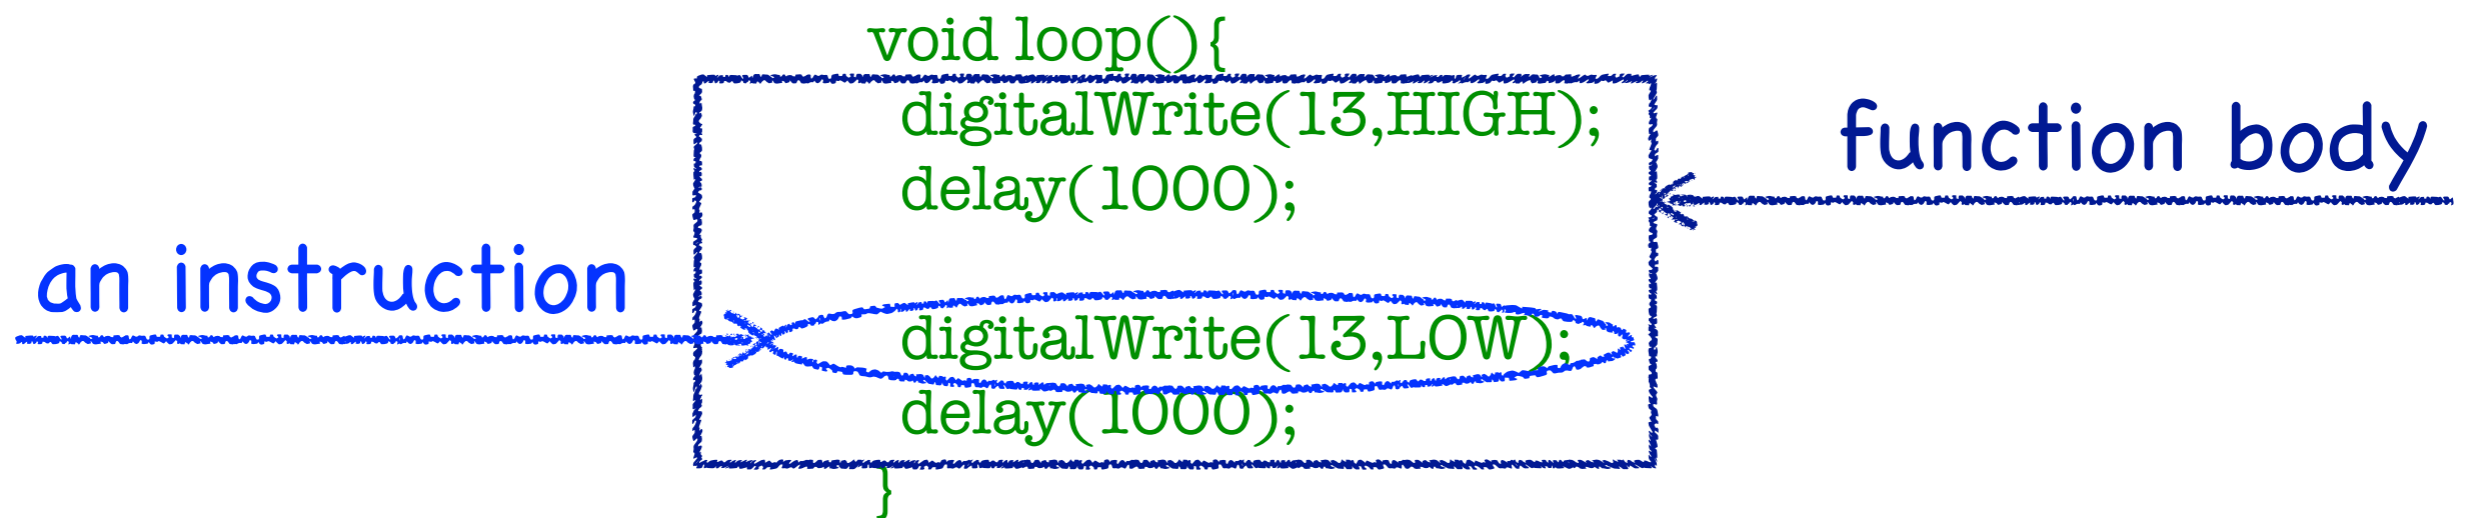 void loop(){
digitalWrite(13,HIGH);
function body
delay(1000);
an instruction
digitalWrite(13,LOW);
delay(1000);
}